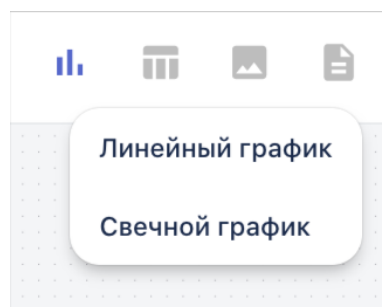 Линейный график
Свечной график